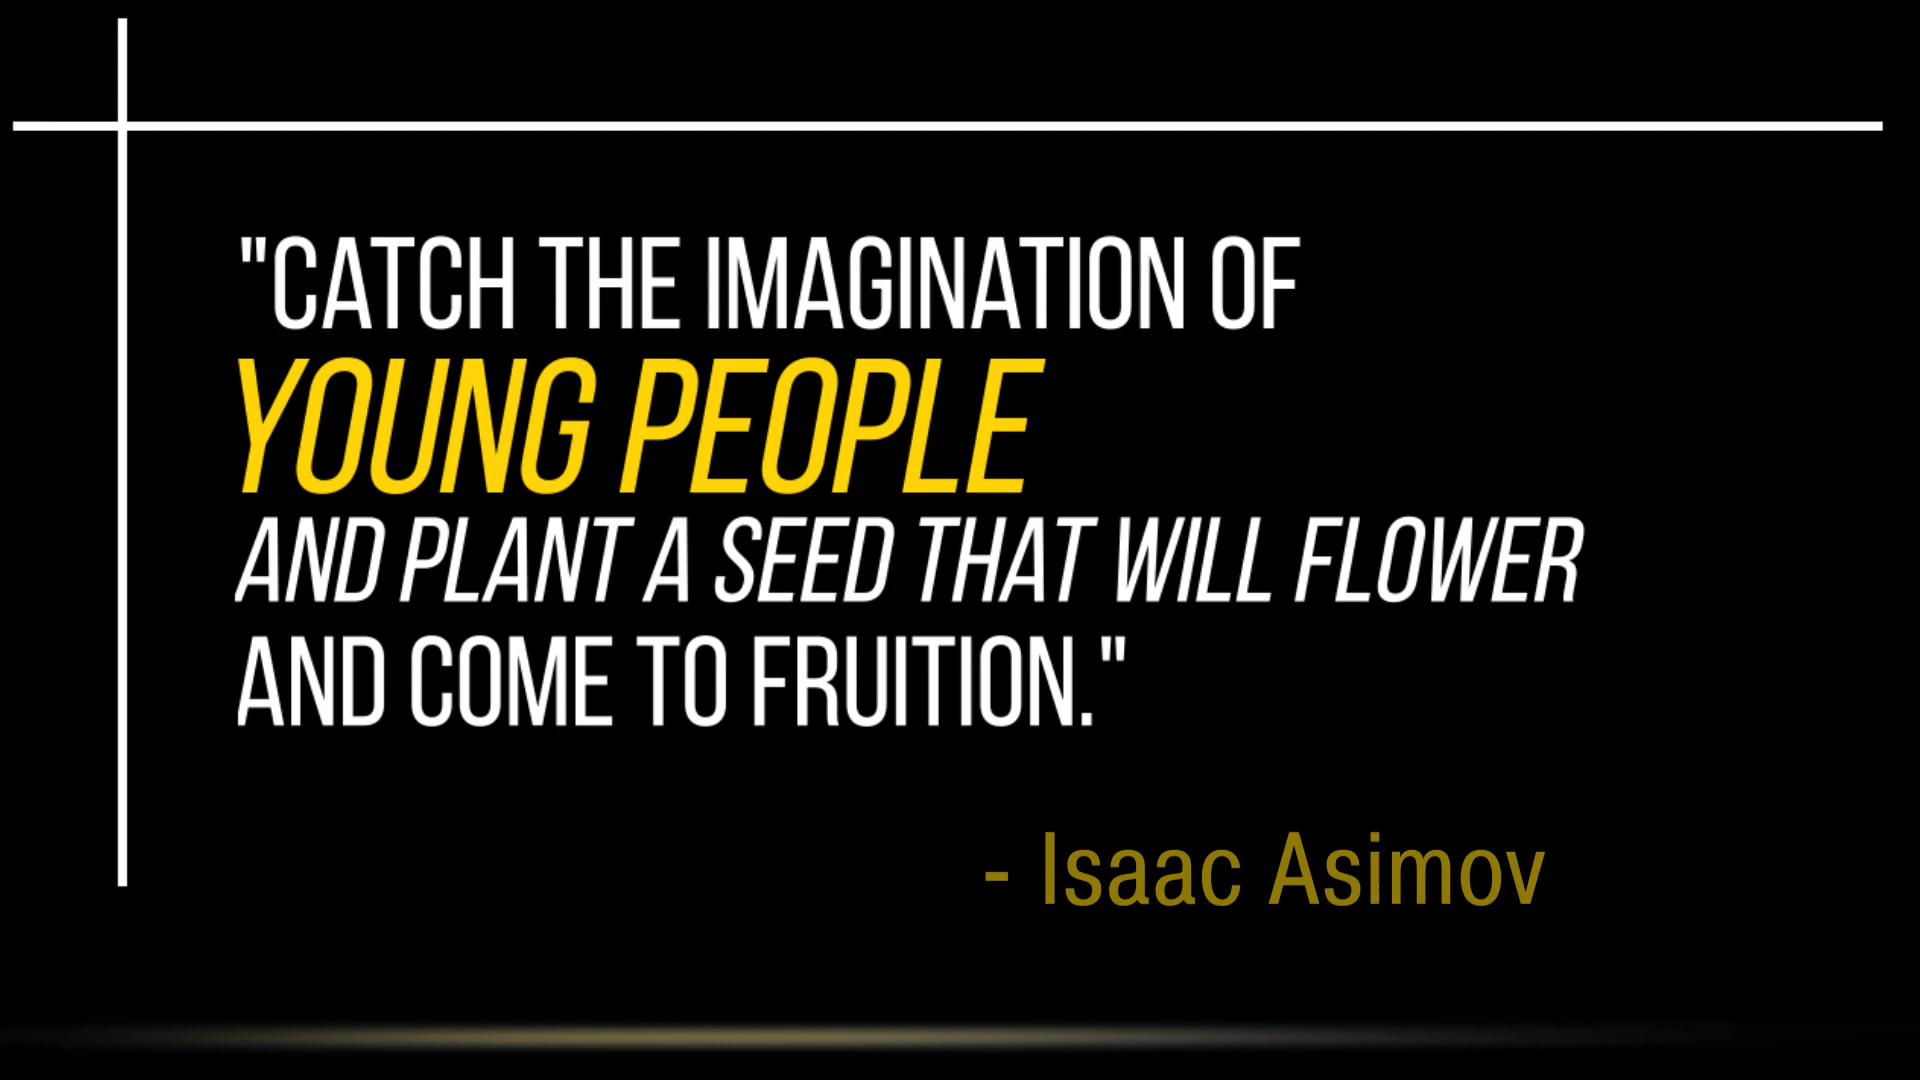 "CATCH THE IMAGINATION OF
YOUNG PEOPLE
AND PLANT A SEED THAT WILL FLOWER
AND COME TO FRUITION."
- Isaac Asimov